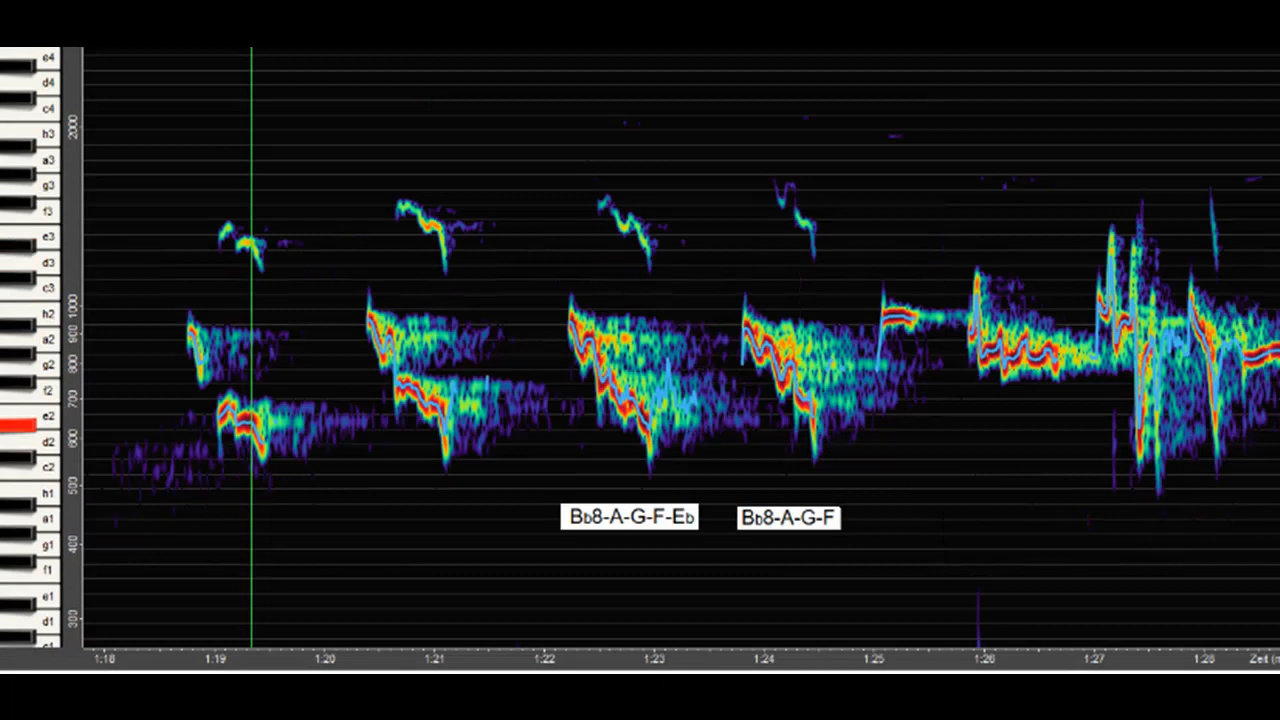 e4
d4
c4
h3
a3
g3
f3
e3
d3
c3
h2
a2
g2
f2
e2
d2
c2
h1
a1
g1
f1
e1
d1
c1
2000
1000
900
800
700
600
500
400
300
Bb8-A-G-F-Eb
Bb8-A-G-F
1:18 1:19 1:20 1:21 1:22 1:23 1:24 1:25 1:26 1:27 1:28 Zeit (m